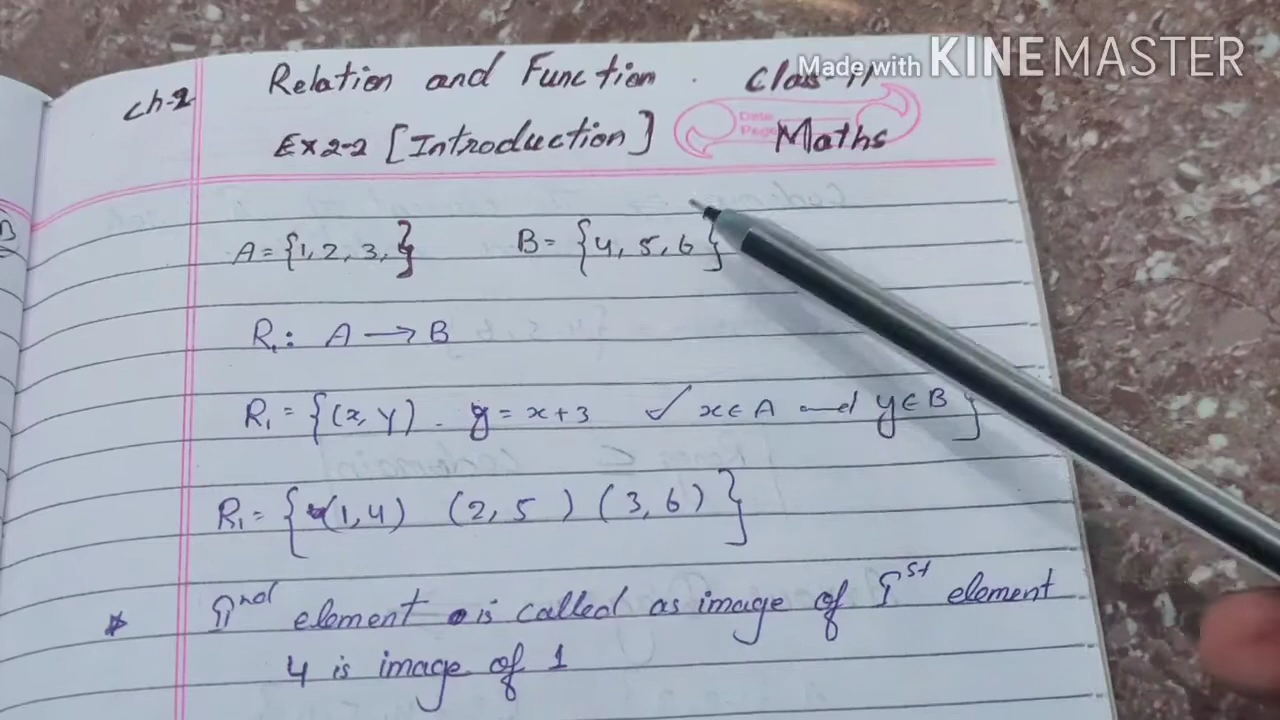 Made with KINEMASTER
Ch-2 Relation and Function . Class-11
Ex 2-2 [Introduction] Maths
Date
Page
B
A = {1, 2, 3, } B = {4, 5, 6}
R₁: A → B
R₁ = {(x, y) . y = x+3 ✓ x ∈ A and y ∈ B}
R₁ = { (1, 4) (2, 5 ) (3, 6) }
* IInd element is called as image of Ist element
4 is image of 1